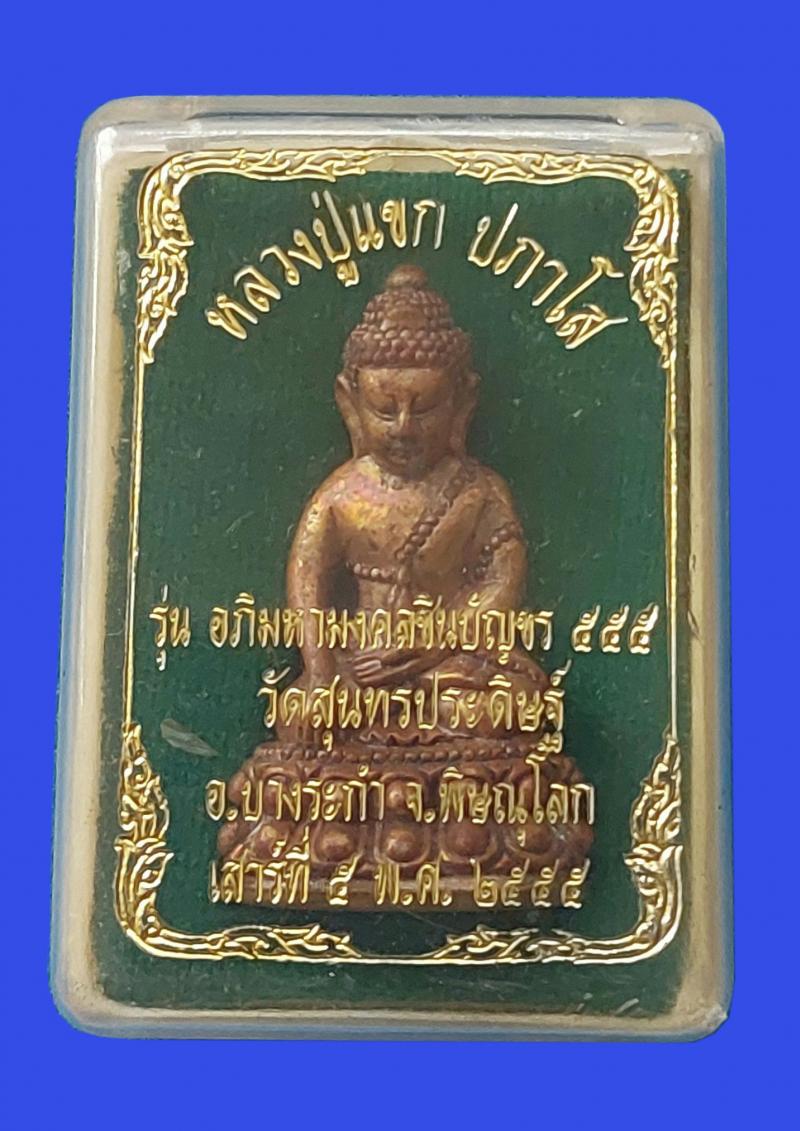 หลวงปู่แขก ปภาโส
รุ่น อภิมหามงคลชินบัญชร ๕๕๕
วัดสุนทรประดิษฐ์
อ.บางระกำ จ.พิษณุโลก
เสาร์ที่ ๕ พ.ศ. ๒๕๕๕